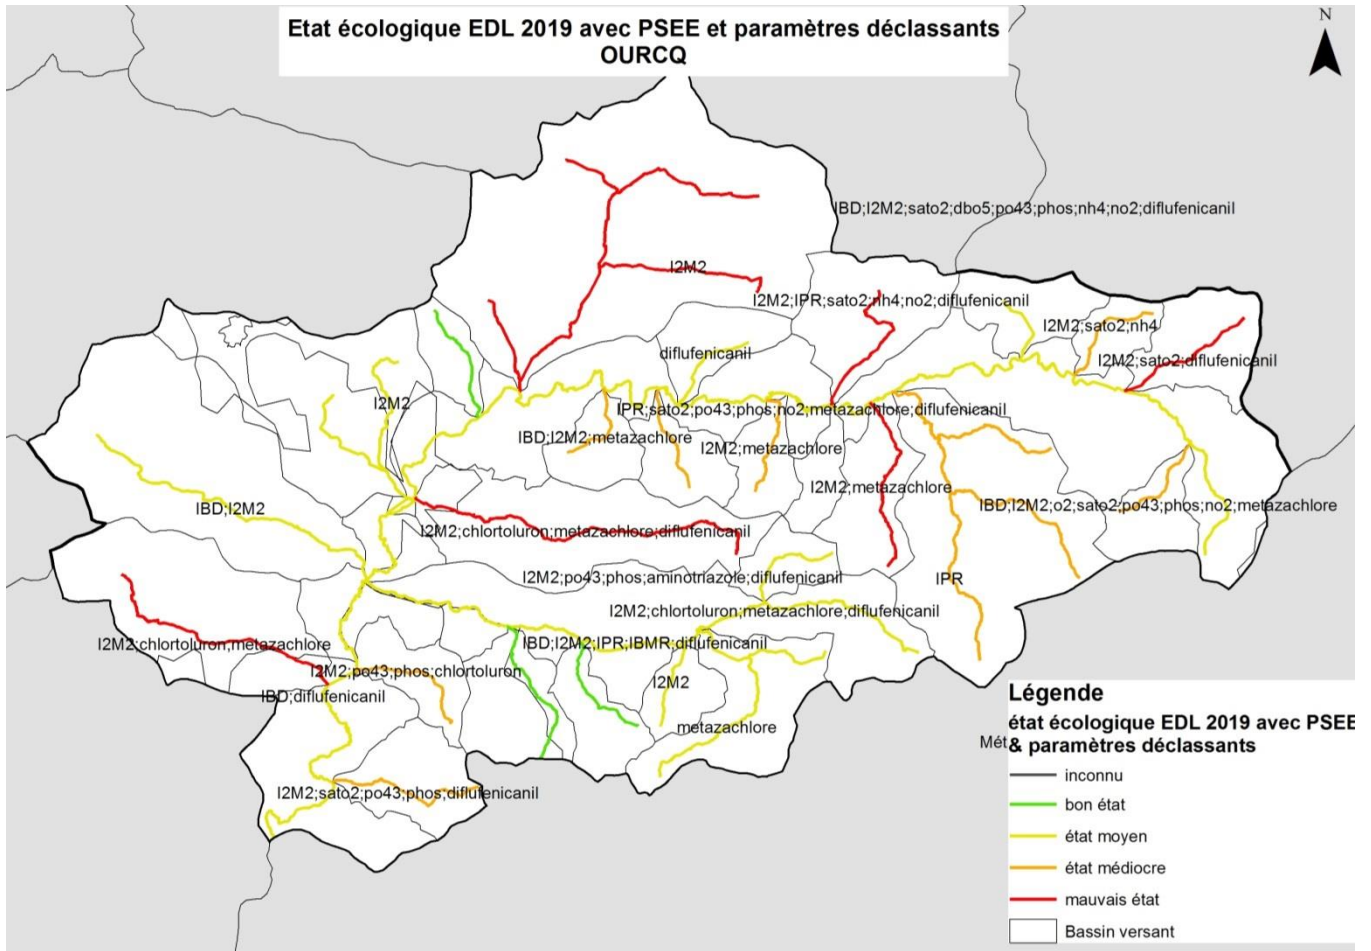 Etat écologique EDL 2019 avec PSEE et paramètres déclassants
OURCQ
N
IBD;I2M2;sato2;dbo5;po43;phos;nh4;no2;diflufenicanil
I2M2
I2M2;IPR;sato2;nh4;no2;diflufenicanil
I2M2;sato2;nh4
diflufenicanil
I2M2;sato2;diflufenicanil
I2M2
IPR;sato2;po43;phos;no2;metazachlore;diflufenicanil
IBD;I2M2;metazachlore
I2M2;metazachlore
I2M2;metazachlore
IBD;I2M2
IBD;I2M2;o2;sato2;po43;phos;no2;metazachlore
I2M2;chlortoluron;metazachlore;diflufenicanil
I2M2;po43;phos;aminotriazole;diflufenicanil
IPR
I2M2;chlortoluron;metazachlore;diflufenicanil
I2M2;chlortoluron;metazachlore
IBD;I2M2;IPR;IBMR;diflufenicanil
I2M2;po43;phos;chlortoluron
I2M2
IBD;diflufenicanil
metazachlore
I2M2;sato2;po43;phos;diflufenicanil
Mét
Légende
état écologique EDL 2019 avec PSEE
& paramètres déclassants
inconnu
bon état
état moyen
état médiocre
mauvais état
Bassin versant